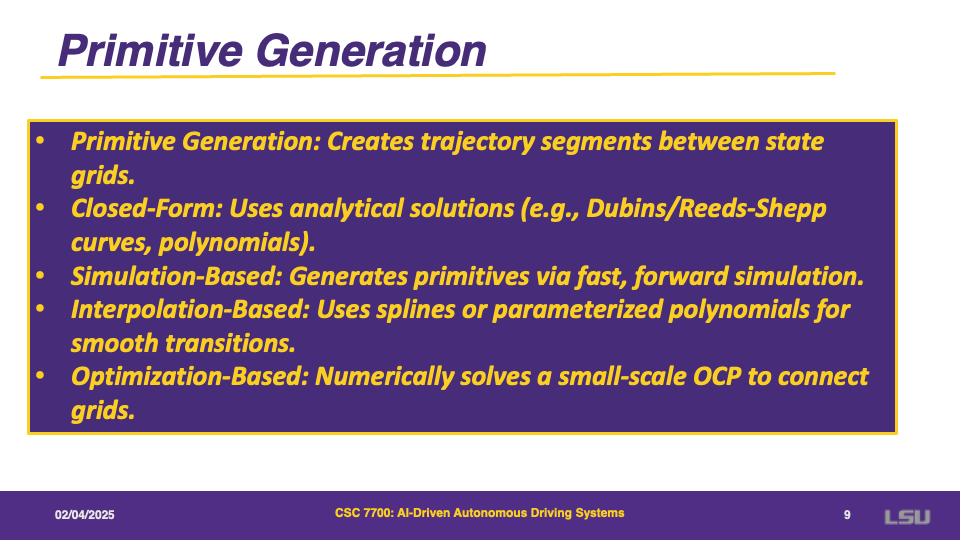 Primitive Generation
• Primitive Generation: Creates trajectory segments between state
grids.
• Closed-Form: Uses analytical solutions (e.g., Dubins/Reeds-Shepp
curves, polynomials).
• Simulation-Based: Generates primitives via fast, forward simulation.
• Interpolation-Based: Uses splines or parameterized polynomials for
smooth transitions.
• Optimization-Based: Numerically solves a small-scale OCP to connect
grids.
02/04/2025
CSC 7700: AI-Driven Autonomous Driving Systems
9
LSU